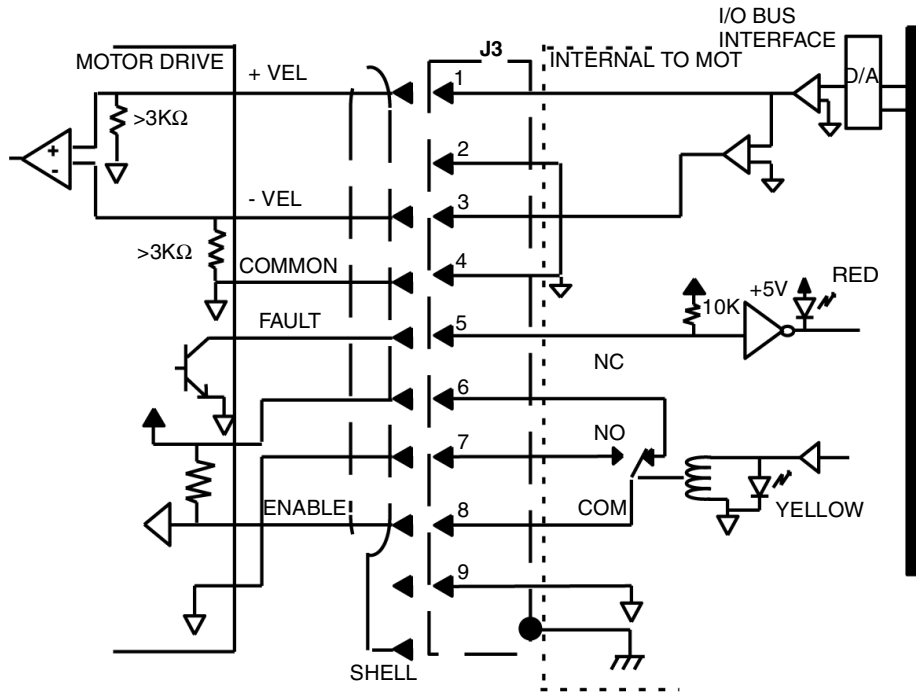 I/O BUS
INTERFACE
J3
MOTOR DRIVE
+ VEL
1
INTERNAL TO MOT
D/A
>3KΩ
+
-
2
- VEL
3
>3KΩ
COMMON
4
+5V
RED
10K
FAULT
5
NC
6
NO
7
ENABLE
8
COM
YELLOW
9
SHELL